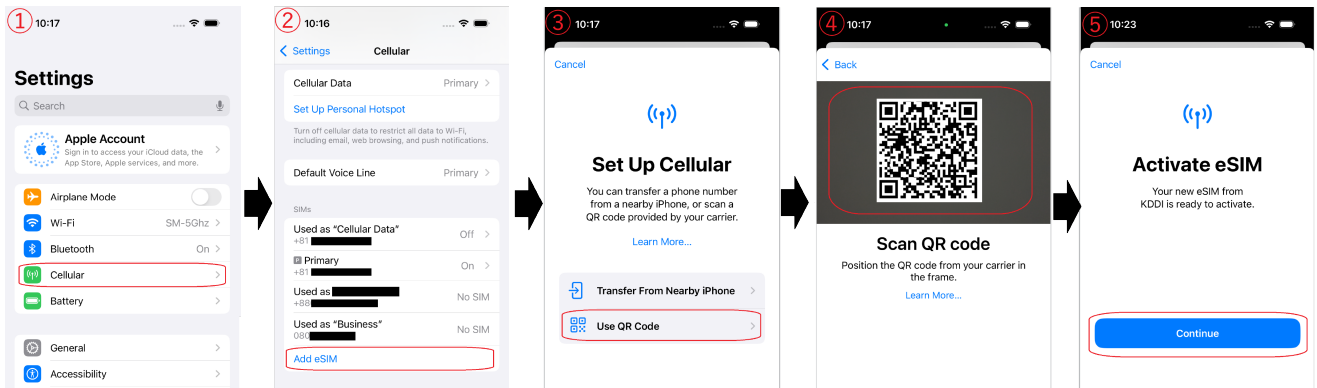 ①
10:17
Settings
Search
Apple Account
Sign in to access your iCloud data, the
App Store, Apple services, and more.
Airplane Mode
Wi-Fi SM-5Ghz
Bluetooth On
Cellular
Battery
General
Accessibility
②
10:16
Settings Cellular
Cellular Data Primary
Set Up Personal Hotspot
Turn off cellular data to restrict all data to Wi-Fi,
including email, web browsing, and push notifications.
Default Voice Line Primary
SIMs
Used as “Cellular Data” Off
+81
P Primary On
+81
Used as No SIM
+88
Used as “Business” No SIM
080
Add eSIM
③
10:17
Cancel
Set Up Cellular
You can transfer a phone number
from a nearby iPhone, or scan a
QR code provided by your carrier.
Learn More...
Transfer From Nearby iPhone
Use QR Code
④
10:17
Back
Scan QR code
Position the QR code from your carrier in
the frame.
Learn More...
⑤
10:23
Cancel
Activate eSIM
Your new eSIM from
KDDI is ready to activate.
Continue